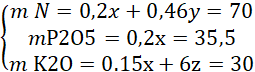 m N = 0,2x + 0,46y = 70
mP2O5 = 0,2x = 35,5
m K2O = 0.15x + 6z = 30